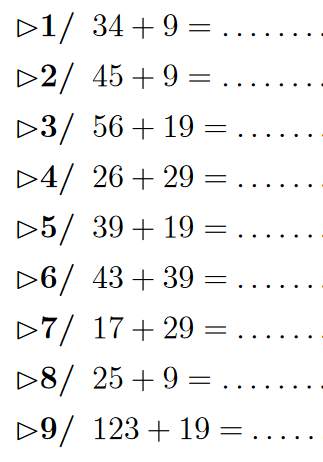 ▷1/ 34 + 9 = ........
▷2/ 45 + 9 = ........
▷3/ 56 + 19 = .......
▷4/ 26 + 29 = .......
▷5/ 39 + 19 = .......
▷6/ 43 + 39 = .......
▷7/ 17 + 29 = .......
▷8/ 25 + 9 = ........
▷9/ 123 + 19 = .....